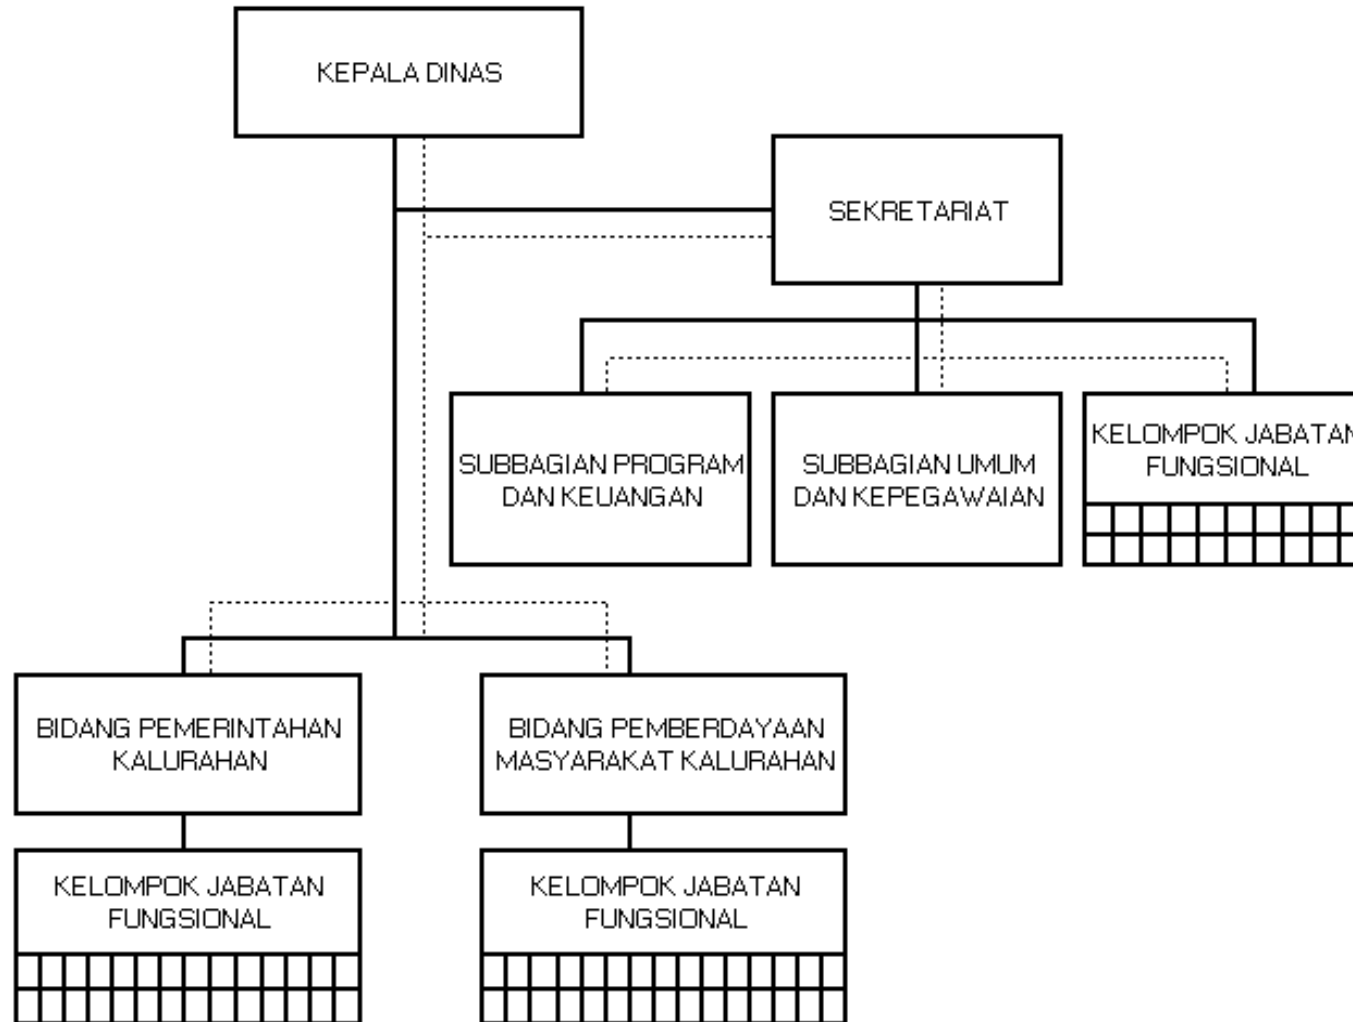 KEPALA DINAS
SEKRETARIAT
SUBBAGIAN PROGRAM
DAN KEUANGAN
SUBBAGIAN UMUM
DAN KEPEGAWAIAN
KELOMPOK JABATAN
FUNGSIONAL
BIDANG PEMERINTAHAN
KALURAHAN
BIDANG PEMBERDAYAAN
MASYARAKAT KALURAHAN
KELOMPOK JABATAN
FUNGSIONAL
KELOMPOK JABATAN
FUNGSIONAL